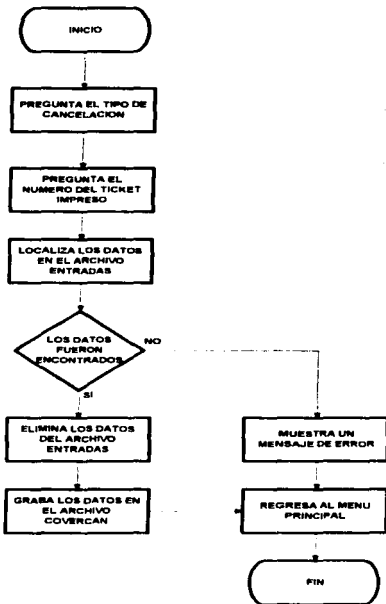 INICIO
PREGUNTA EL TIPO DE
CANCELACION
PREGUNTA EL
NUMERO DEL TICKET
IMPRESO
LOCALIZA LOS DATOS
EN EL ARCHIVO
ENTRADAS
LOS DATOS
FUERON
ENCONTRADOS
NO
SI
ELIMINA LOS DATOS
DEL ARCHIVO
ENTRADAS
MUESTRA UN
MENSAJE DE ERROR
GRABA LOS DATOS EN
EL ARCHIVO
COVERCAN
REGRESA AL MENU
PRINCIPAL
FIN